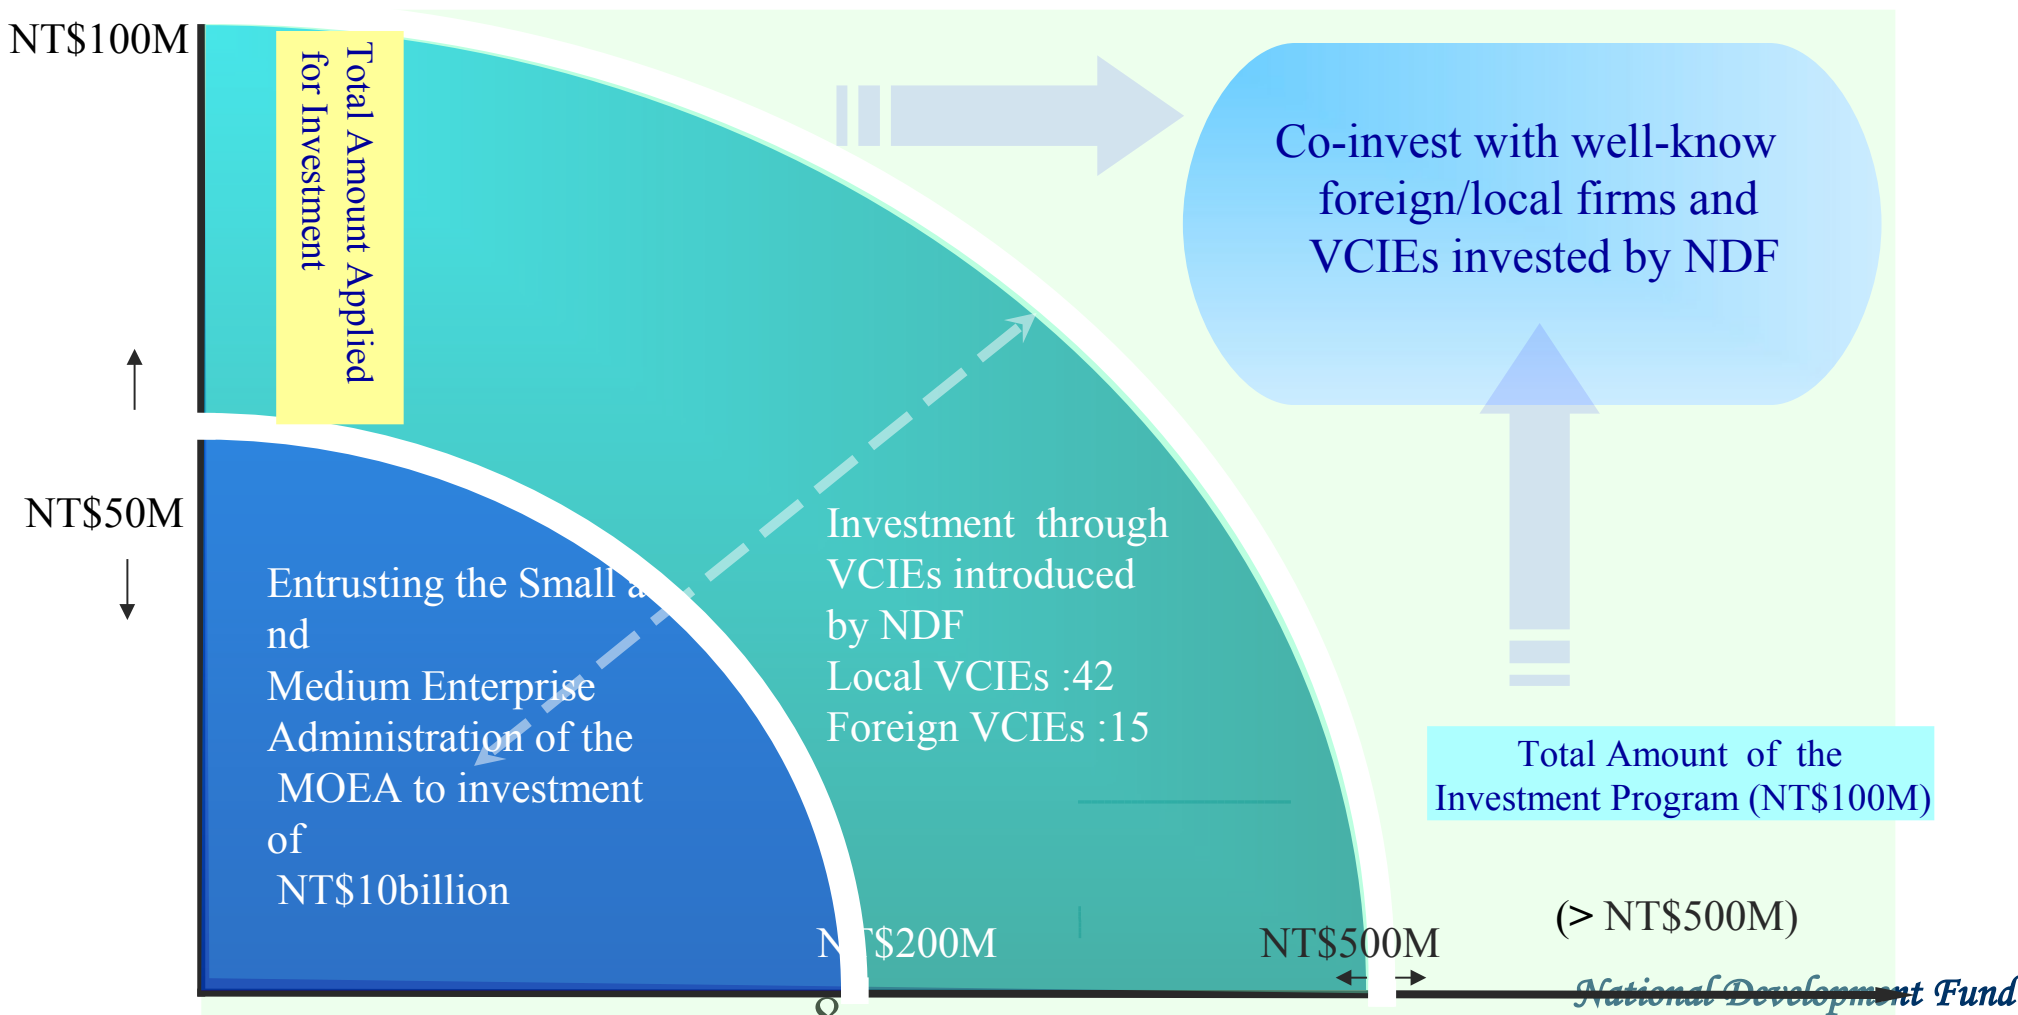 NT$100M
Total Amount Applied
for Investment
Co-invest with well-know
foreign/local firms and
VCIEs invested by NDF
NT$50M
Entrusting the Small a
nd
Medium Enterprise
Administration of the
MOEA to investment
of
NT$10billion
Investment through
VCIEs introduced
by NDF
Local VCIEs :42
Foreign VCIEs :15
Total Amount of the
Investment Program (NT$100M)
(> NT$500M)
NT$200M
NT$500M
National Development Fund
8